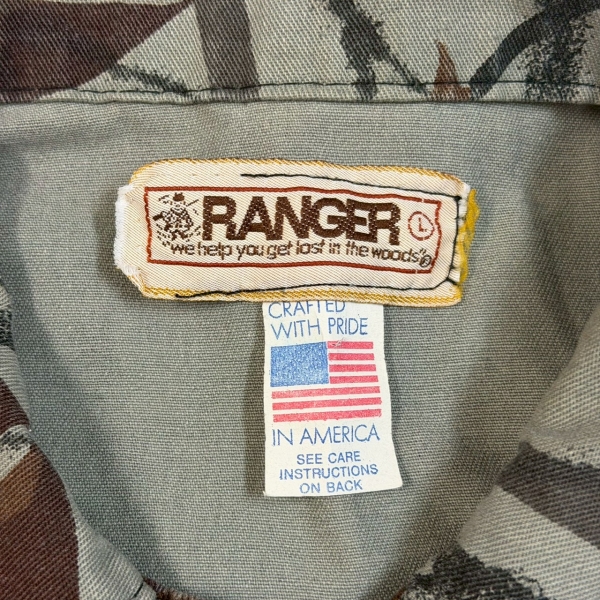 RANGER L
"we help you get lost in the woods"®
CRAFTED
WITH PRIDE
IN AMERICA
SEE CARE
INSTRUCTIONS
ON BACK